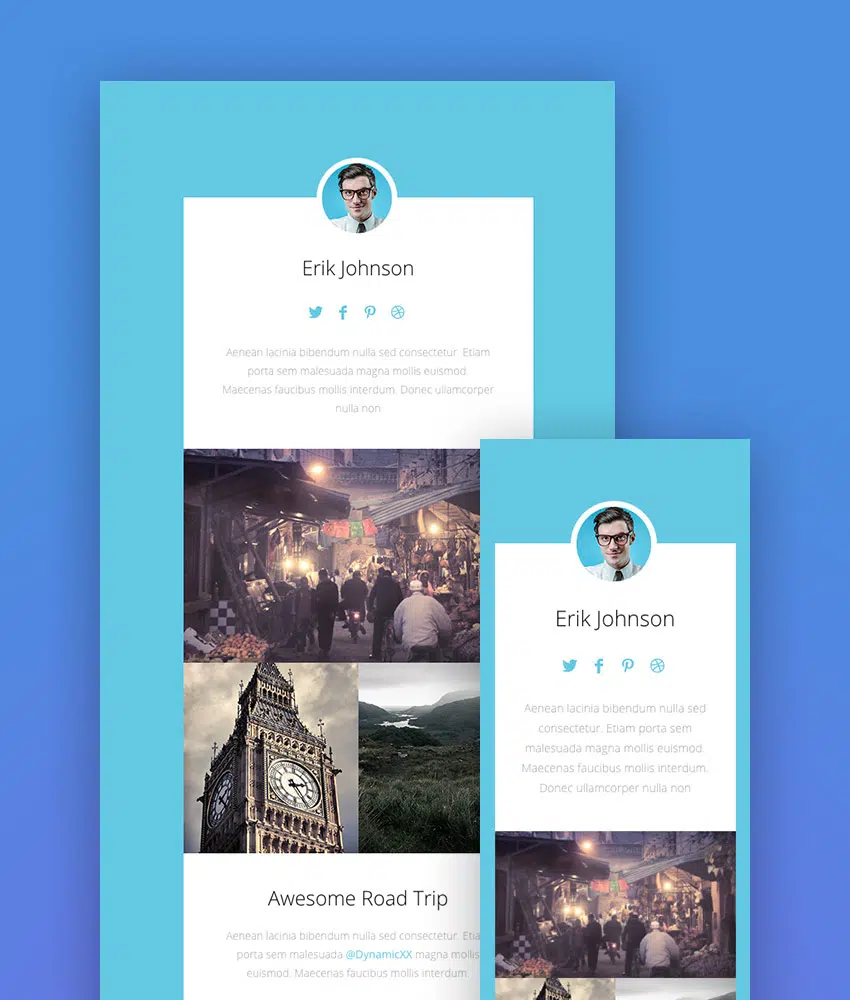 Erik Johnson
Aenean lacinia bibendum nulla sed consectetur. Etiam
porta sem malesuada magna mollis euismod.
Maecenas faucibus mollis interdum. Donec ullamcorper
nulla non
Awesome Road Trip
Aenean lacinia bibendum nulla sed consectetur.
porta sem malesuada @DynamicXX magna mollis
euismod. Maecenas faucibus mollis interdum.
Erik Johnson
Aenean lacinia bibendum nulla sed
consectetur. Etiam porta sem
malesuada magna mollis euismod.
Maecenas faucibus mollis interdum.
Donec ullamcorper nulla non